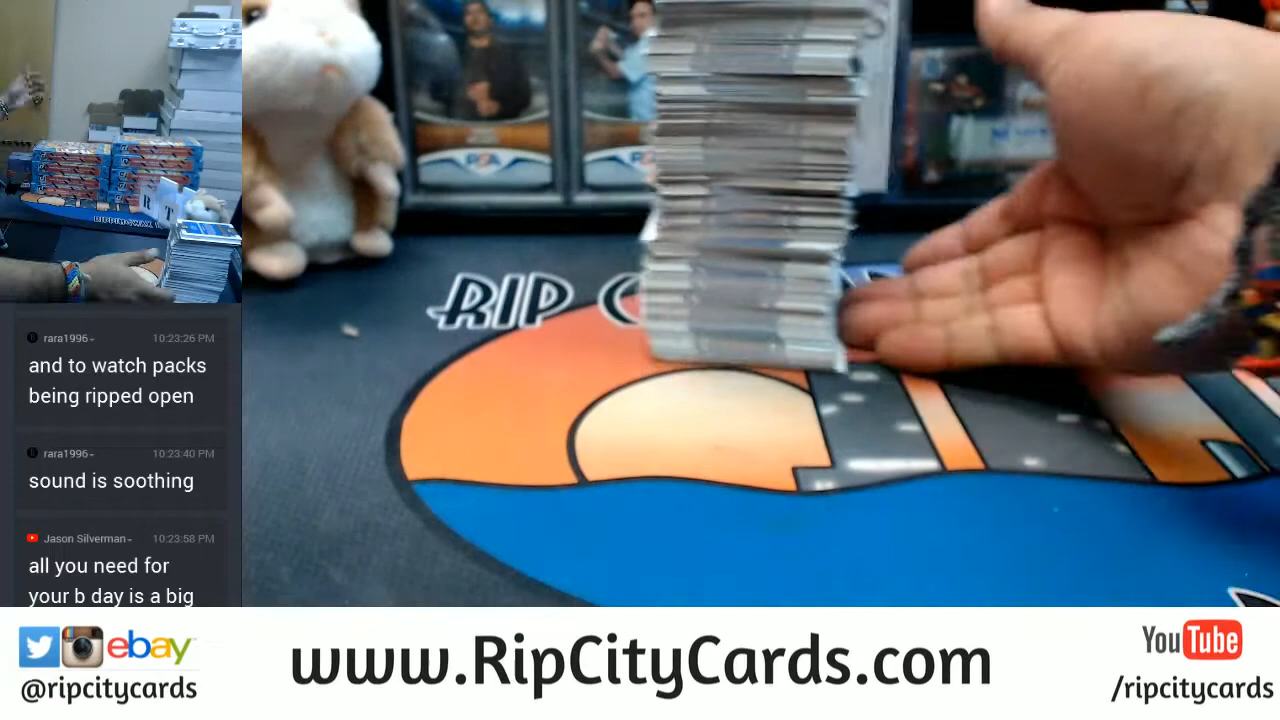 RIPPINGWAX
R T
PSA
RIP C
rara1996
10:23:26 PM
and to watch packs
being ripped open
rara1996
10:23:40 PM
sound is soothing
Jason Silverman
10:23:58 PM
all you need for
your b day is a big
ebay
@ripcitycards
www.RipCityCards.com
YouTube
/ripcitycards